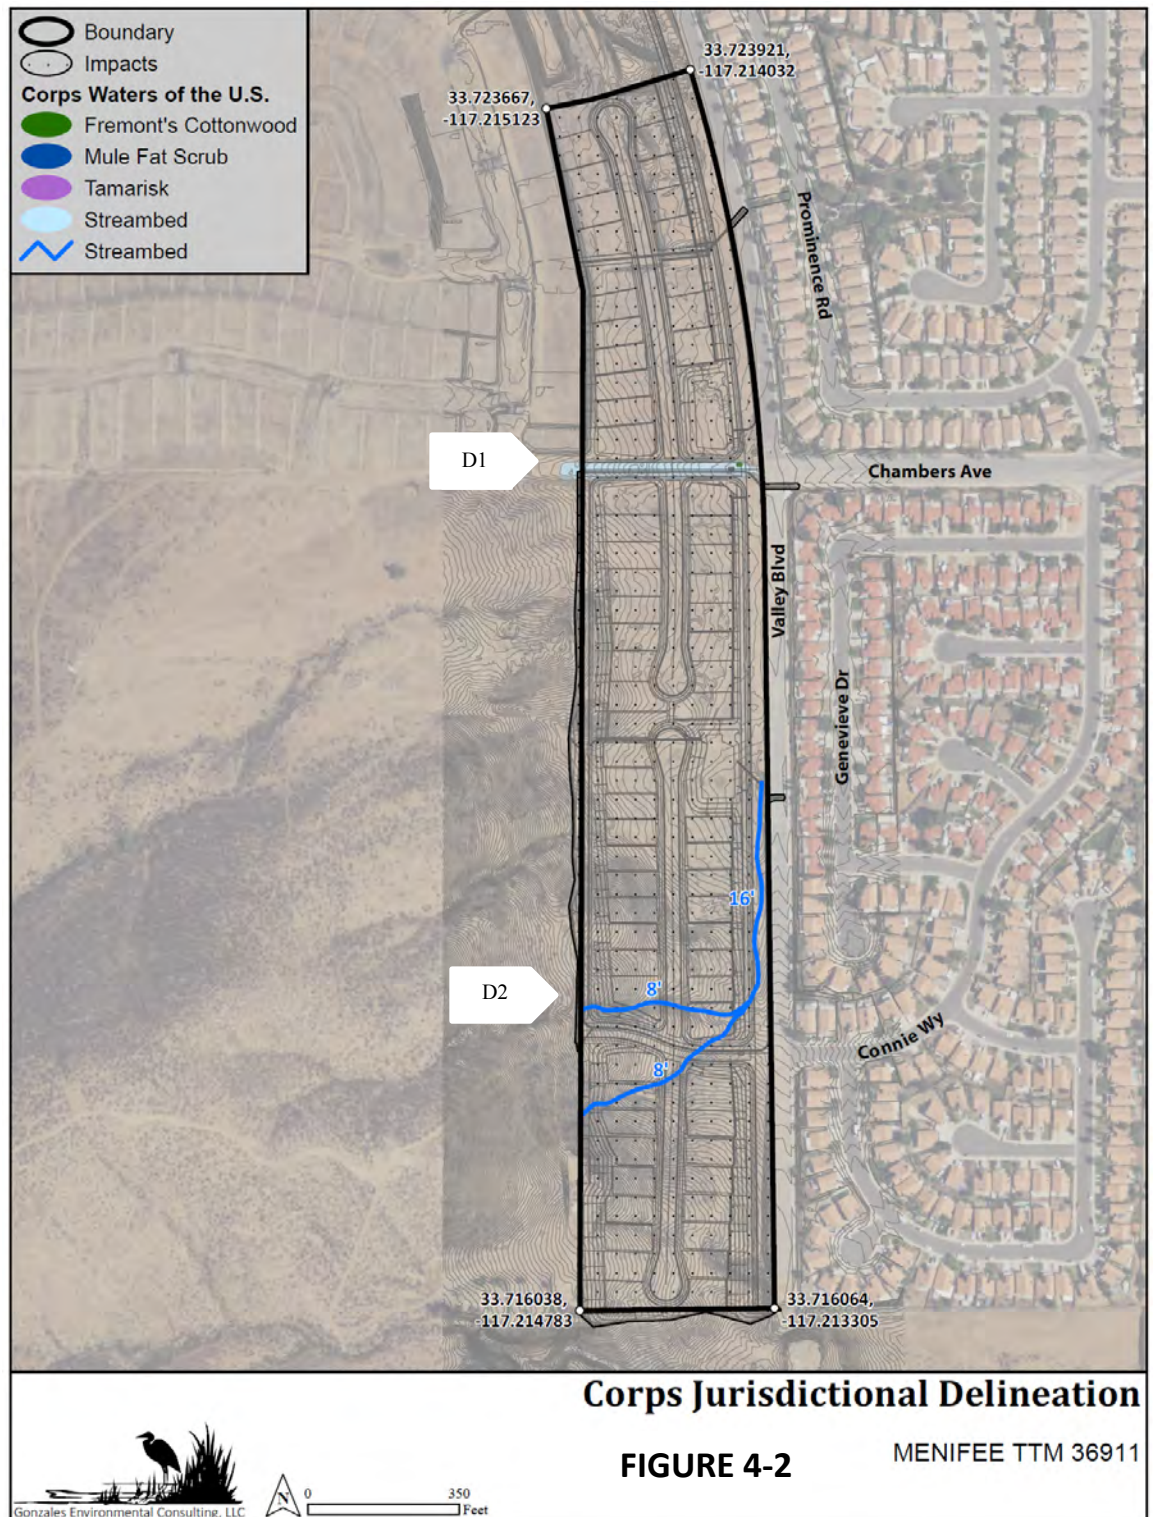 Boundary
Impacts
Corps Waters of the U.S.
Fremont's Cottonwood
Mule Fat Scrub
Tamarisk
Streambed
Streambed
33.723921,
-117.214032
33.723667,
-117.215123
Prominence Rd
D1
Chambers Ave
Valley Blvd
Genevieve Dr
16'
D2
8'
Connie Wy
8'
33.716038,
-117.214783
33.716064,
-117.213305
Corps Jurisdictional Delineation
FIGURE 4-2
MENIFEE TTM 36911
Gonzales Environmental Consulting, LLC
N
0 350
Feet